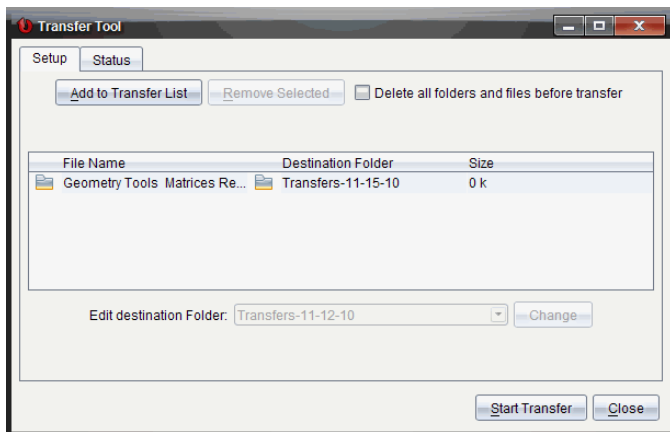 Transfer Tool
Setup Status
Add to Transfer List Remove Selected Delete all folders and files before transfer
File Name Destination Folder Size
Geometry Tools Matrices Re... Transfers-11-15-10 0 k
Edit destination Folder: Transfers-11-12-10 Change
Start Transfer Close